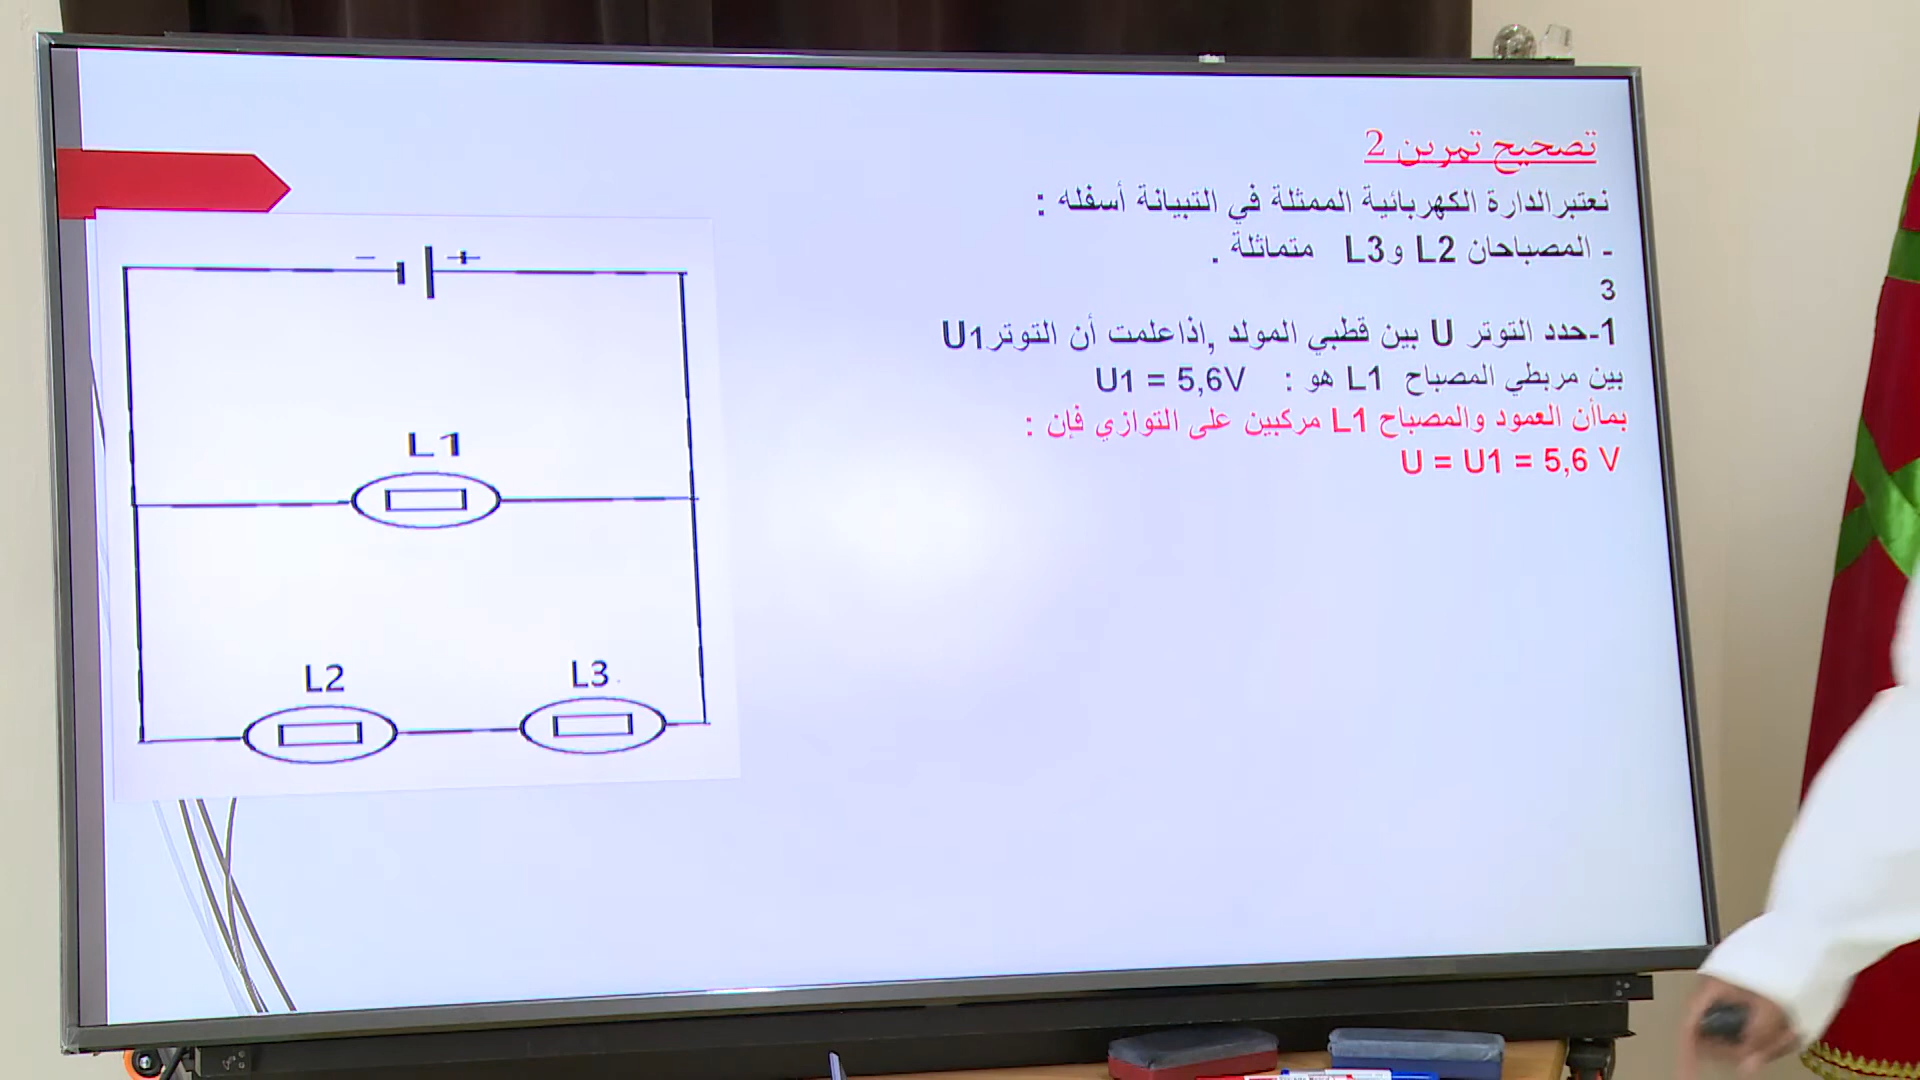 تصحيح تمرين 2
نعتبرالدارة الكهربائية الممثلة في التبيانة أسفله :
- المصباحان L2 وL3 متماثلة .
3
1-حدد التوتر U بين قطبي المولد ,اذاعلمت أن التوترU1
بين مربطي المصباح L1 هو : U1 = 5,6V
بماأن العمود والمصباح L1 مركبين على التوازي فإن :
U = U1 = 5,6 V
− +
L1
L2 L3